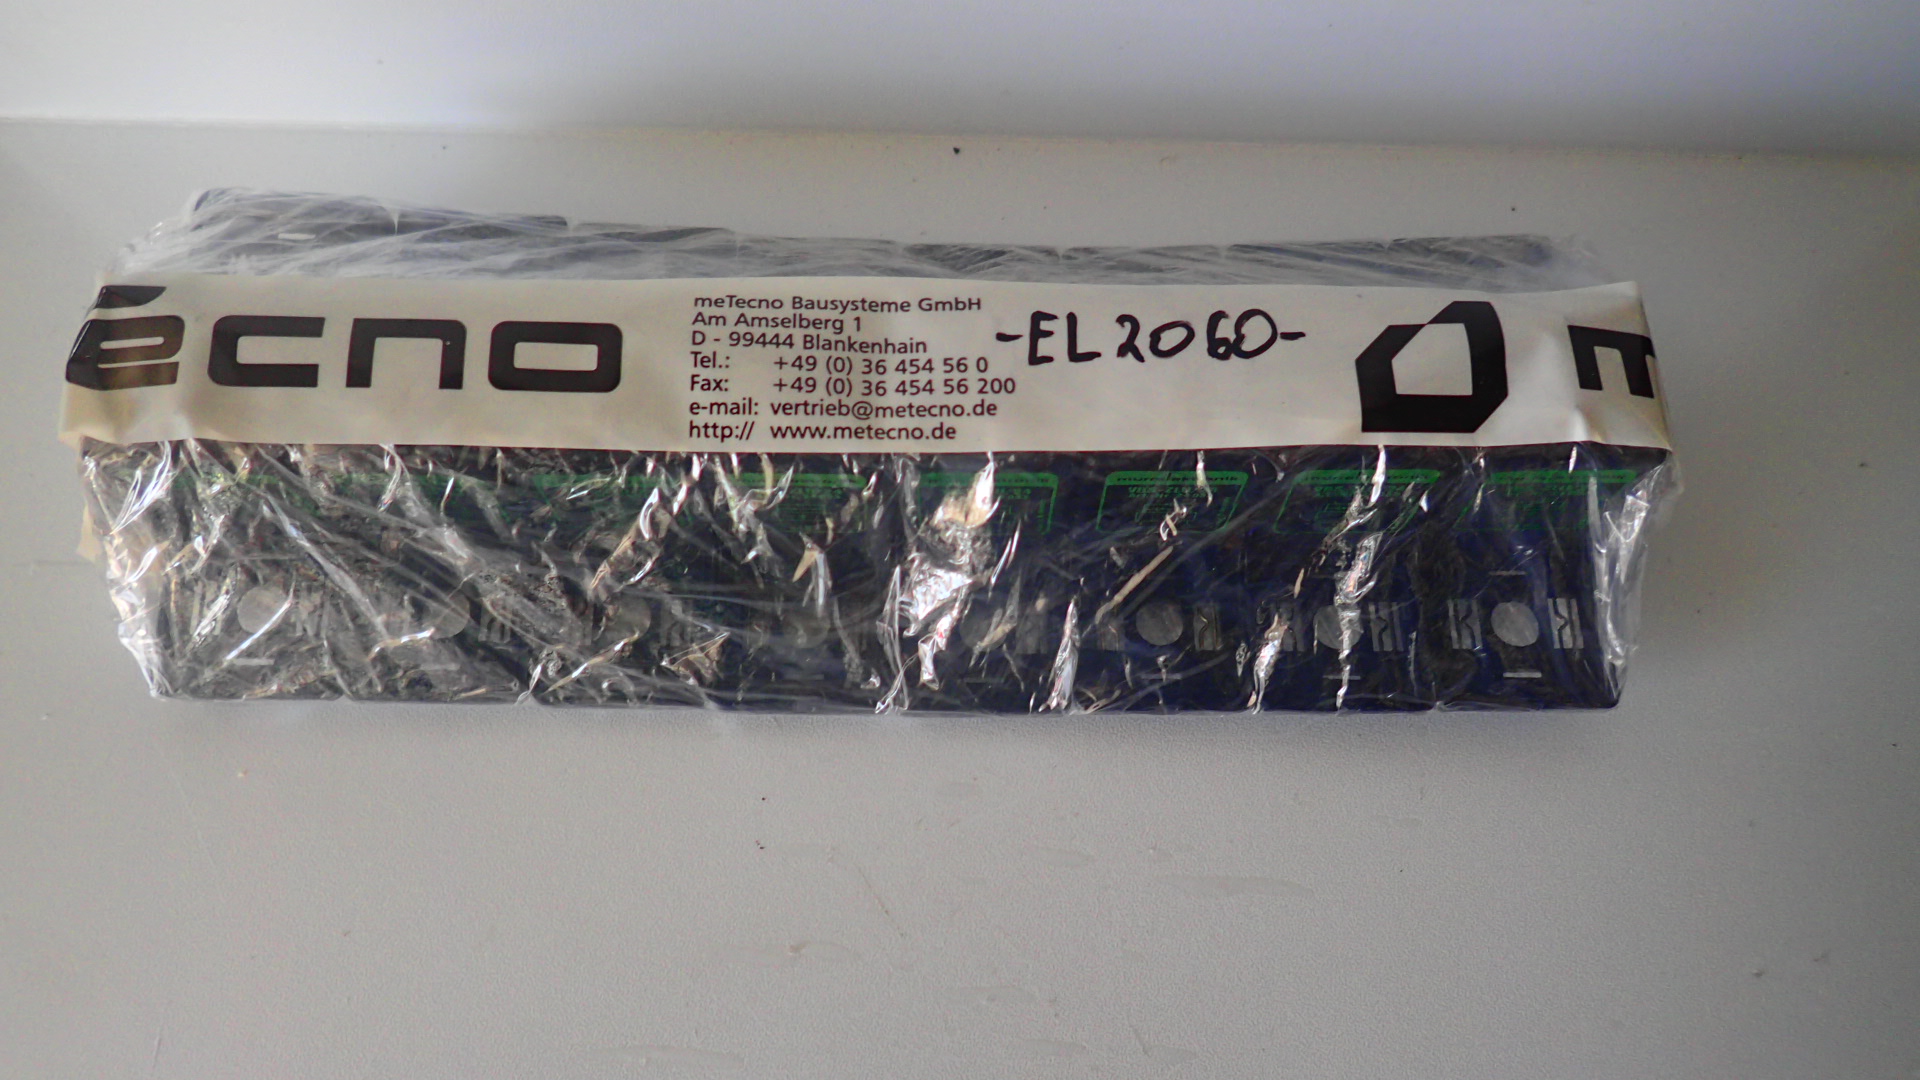 écno
meTecno Bausysteme GmbH
Am Amselberg 1
D - 99444 Blankenhain
Tel.: +49 (0) 36 454 56 0
Fax: +49 (0) 36 454 56 200
e-mail: vertrieb@metecno.de
http:// www.metecno.de
-EL2060-
m